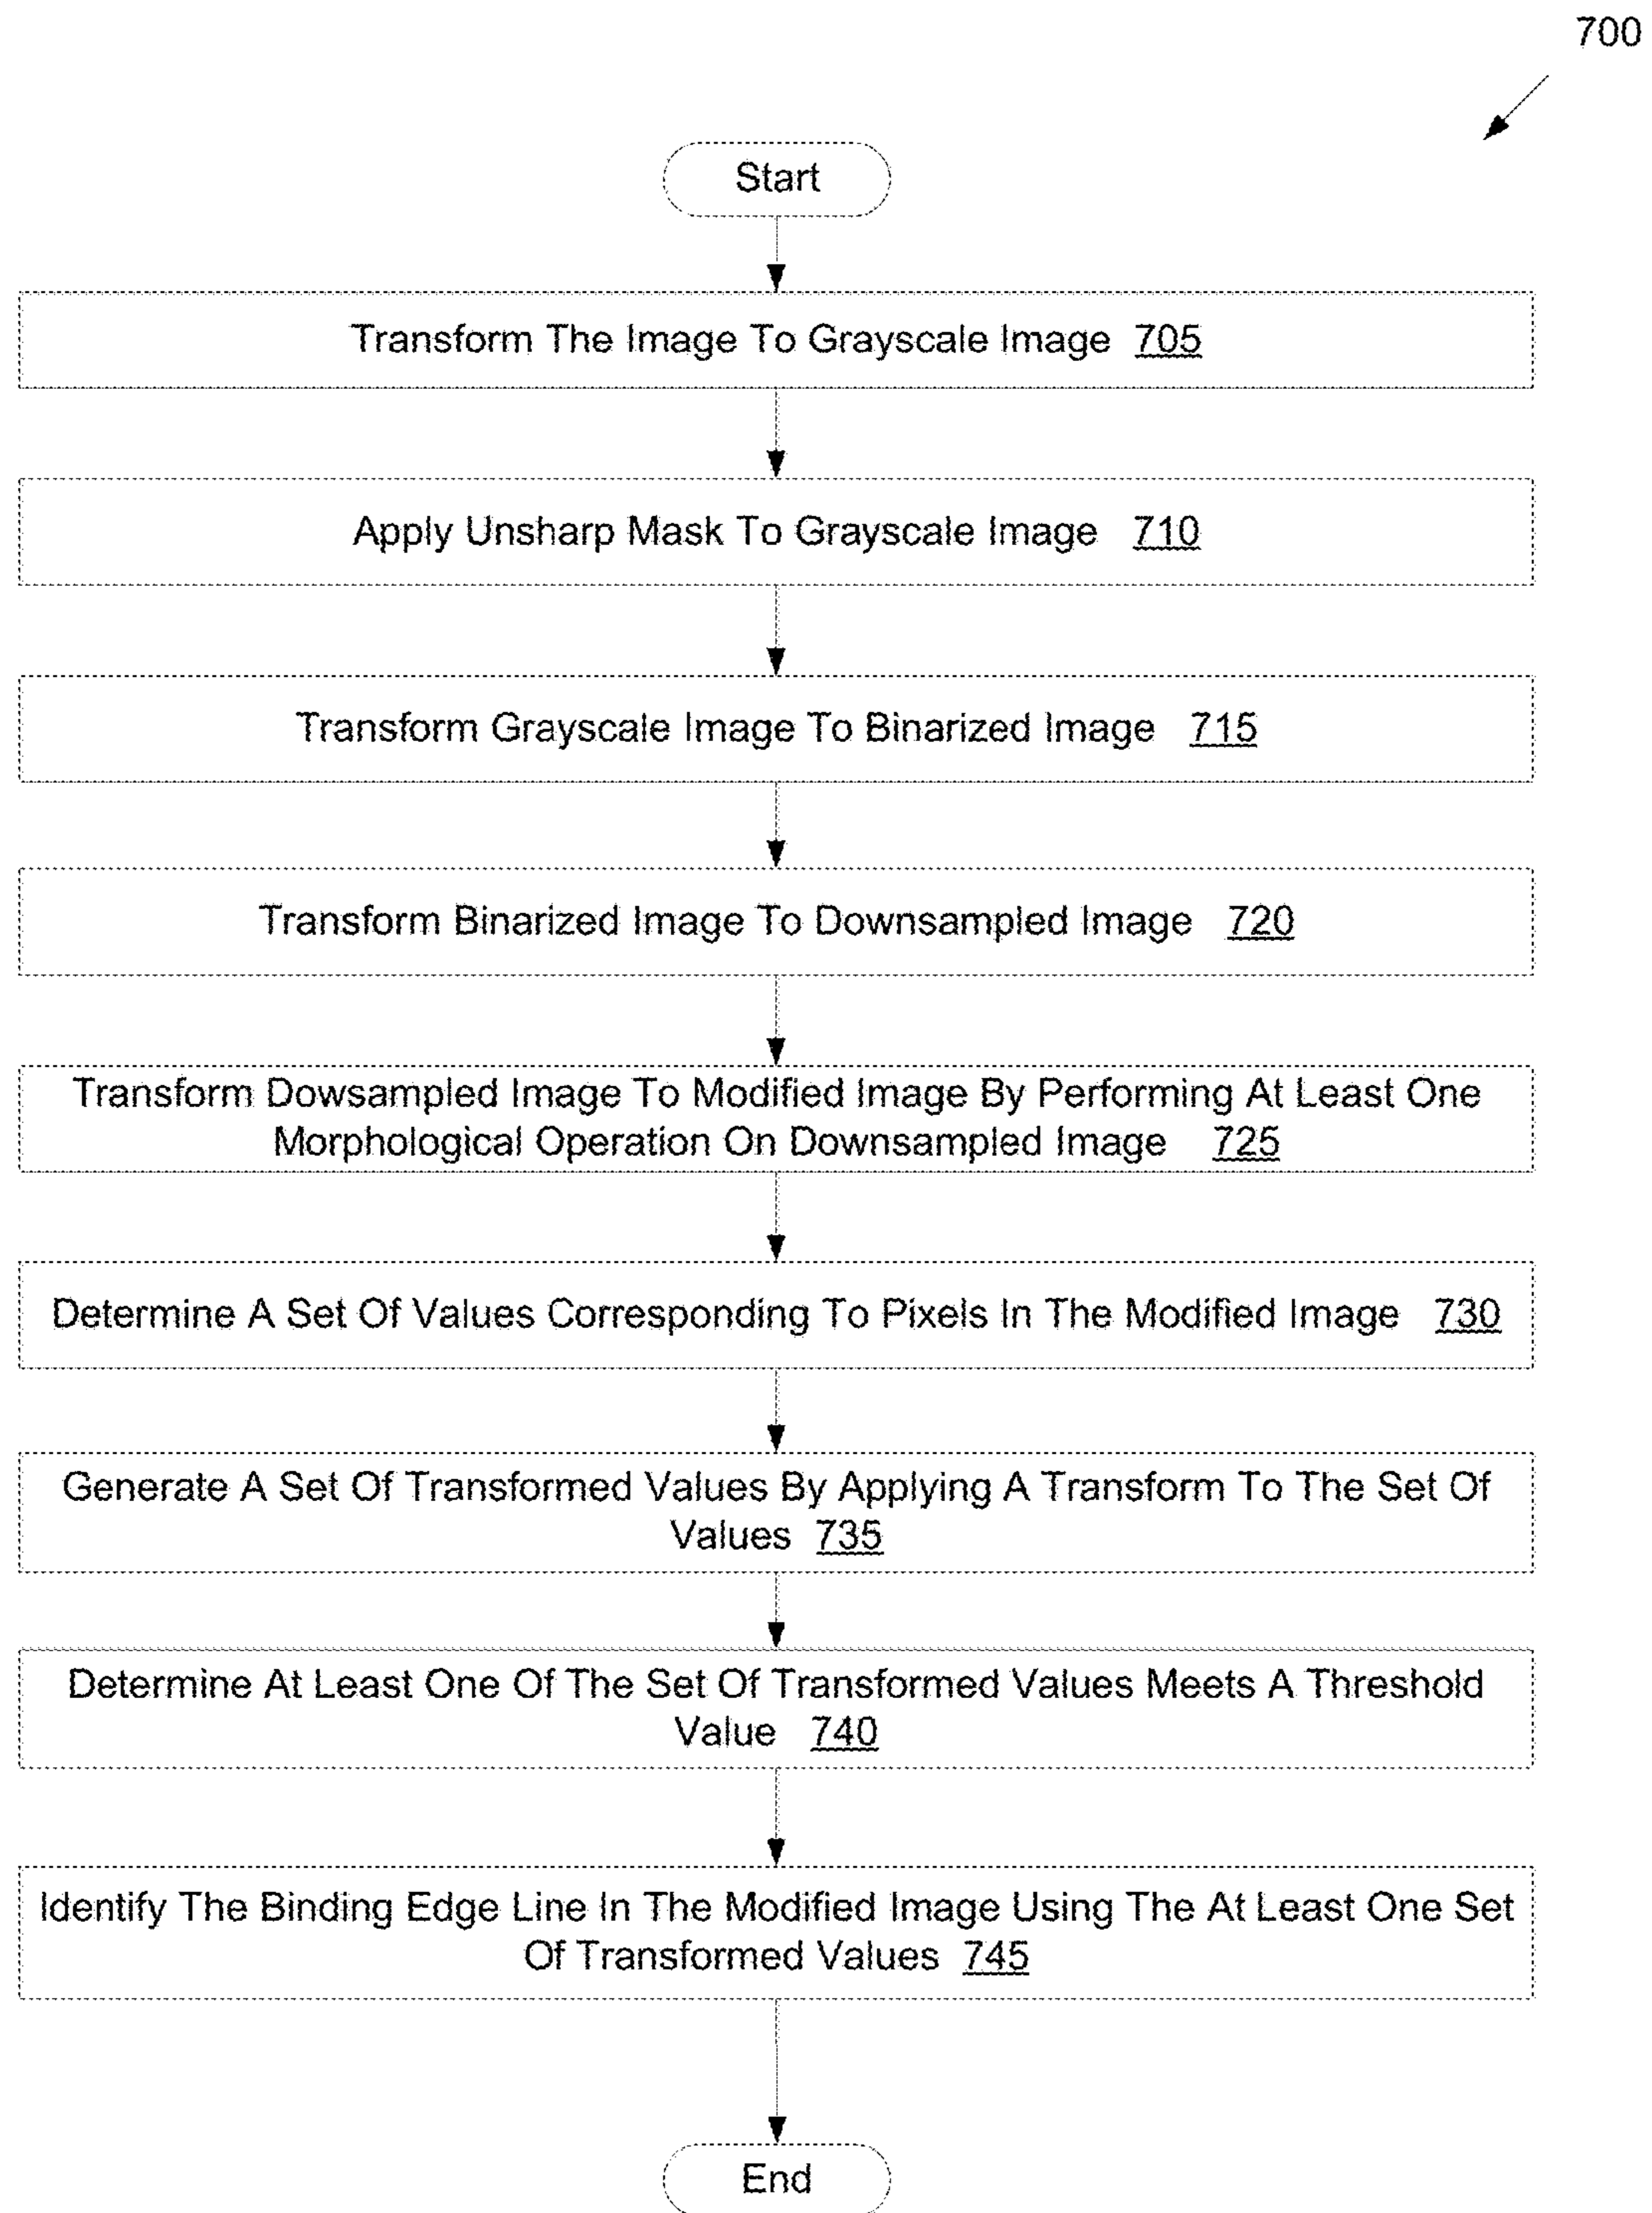 700
Start
Transform The Image To Grayscale Image 705
Apply Unsharp Mask To Grayscale Image 710
Transform Grayscale Image To Binarized Image 715
Transform Binarized Image To Downsampled Image 720
Transform Dowsampled Image To Modified Image By Performing At Least One
Morphological Operation On Downsampled Image 725
Determine A Set Of Values Corresponding To Pixels In The Modified Image 730
Generate A Set Of Transformed Values By Applying A Transform To The Set Of
Values 735
Determine At Least One Of The Set Of Transformed Values Meets A Threshold
Value 740
Identify The Binding Edge Line In The Modified Image Using The At Least One Set
Of Transformed Values 745
End